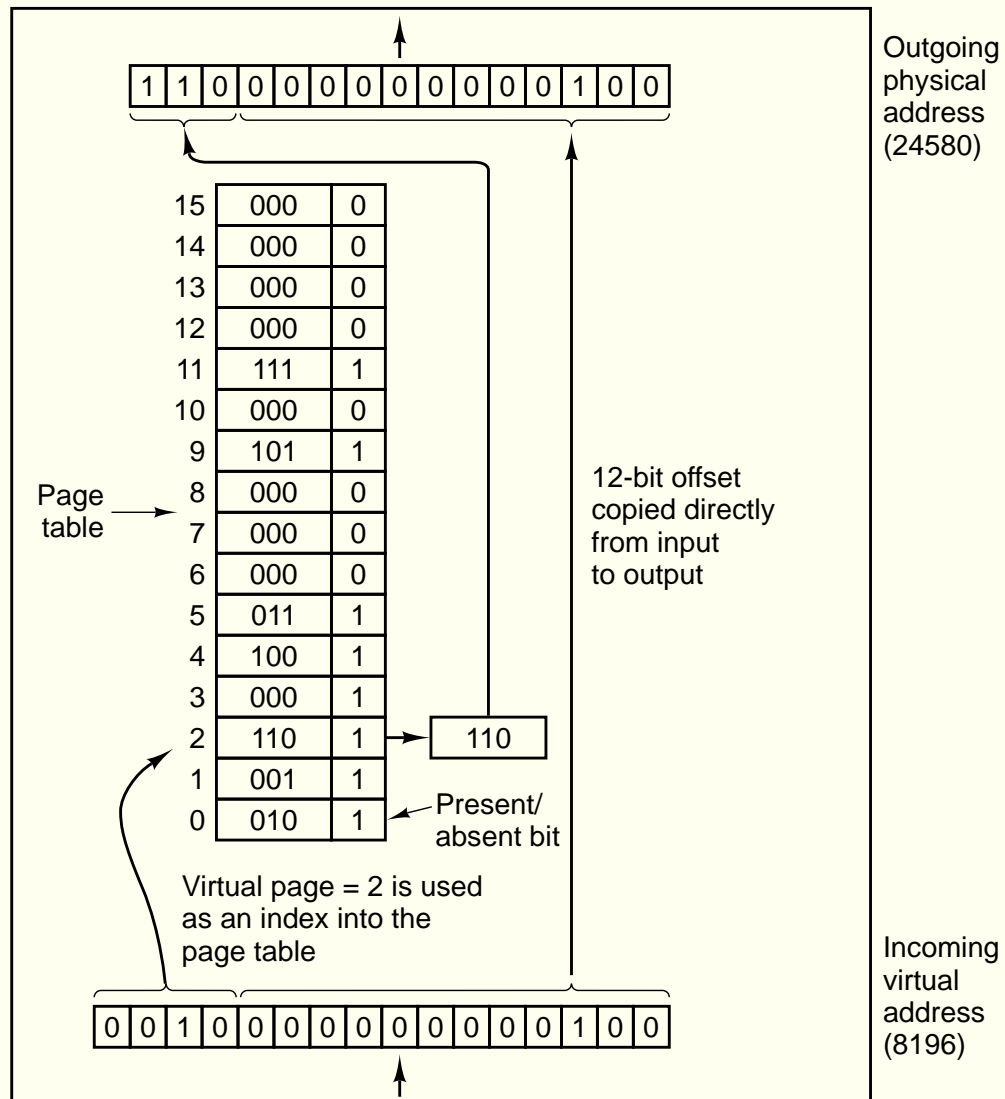 1 1 0 0 0 0 0 0 0 0 0 0 1 0 0
Outgoing
physical
address
(24580)
15 000 0
14 000 0
13 000 0
12 000 0
11 111 1
10 000 0
9 101 1
8 000 0
7 000 0
6 000 0
5 011 1
4 100 1
3 000 1
2 110 1 110
1 001 1
0 010 1
Page
table
12-bit offset
copied directly
from input
to output
Present/
absent bit
Virtual page = 2 is used
as an index into the
page table
0 0 1 0 0 0 0 0 0 0 0 0 0 1 0 0
Incoming
virtual
address
(8196)